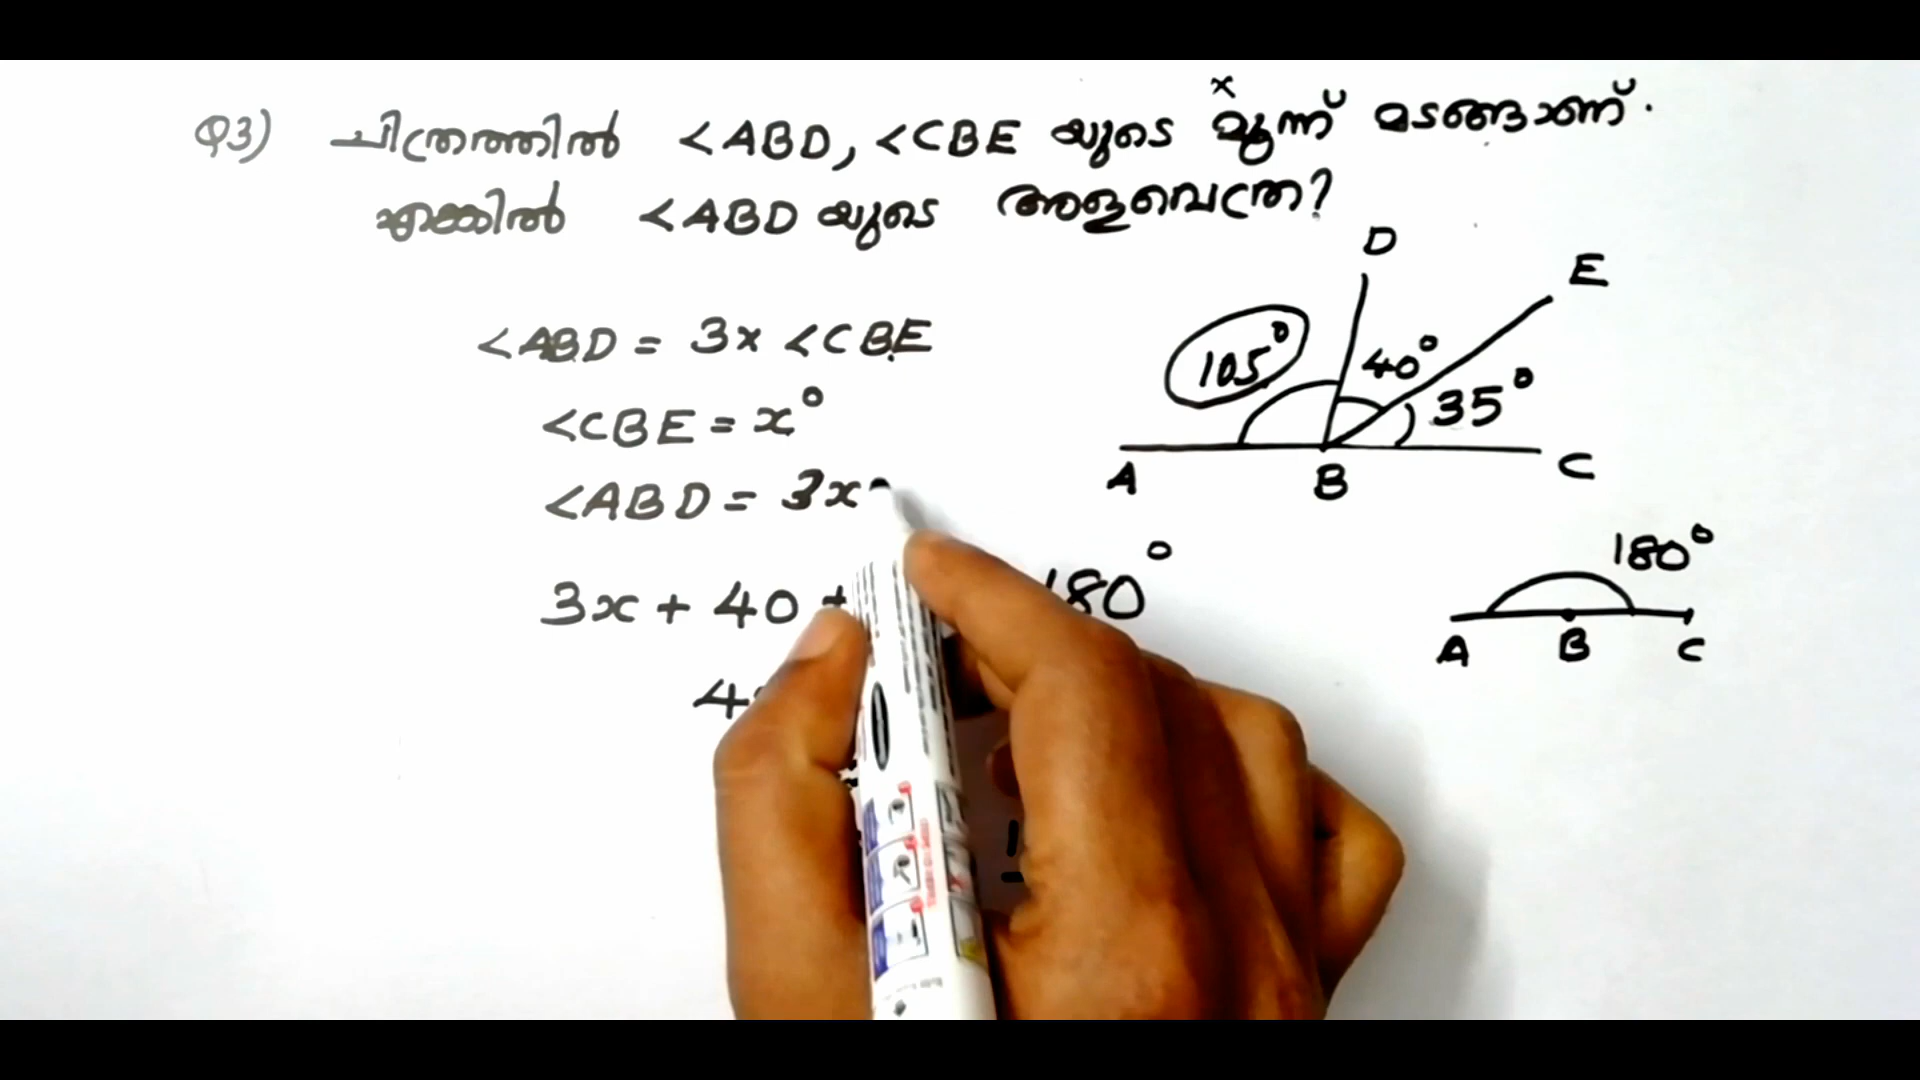 Q3) ചിത്രത്തിൽ <ABD, <CBE യുടെ മൂന്ന് മടങ്ങാണ്.
x
എങ്കിൽ <ABD യുടെ അളവെത്ര?
D
E
<ABD = 3x <CBE
105° 40° 35°
<CBE = x°
A B C
<ABD = 3x
180°
3x + 40 + 180°
A B C